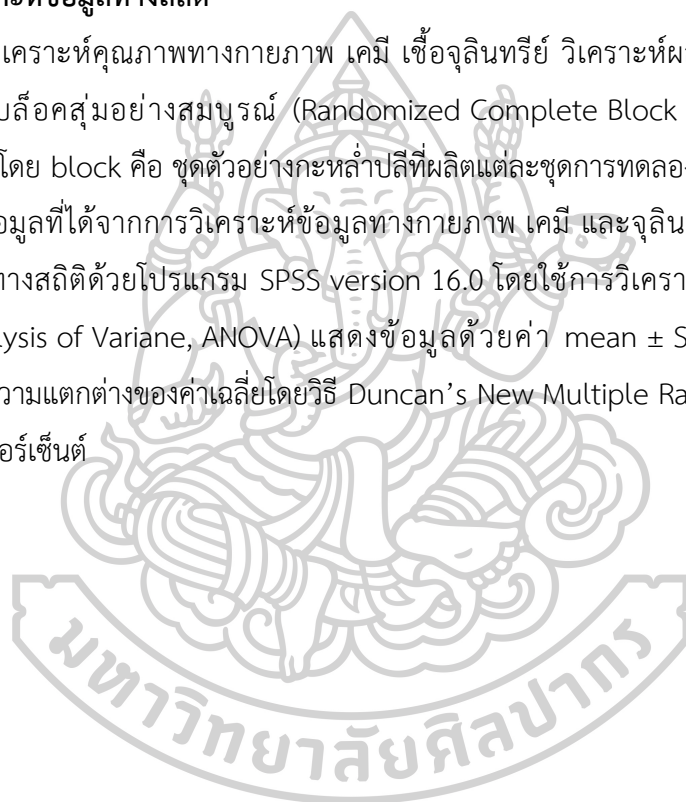 เคราะห์คุณภาพทางกายภาพ เคมี เชื้อจุลินทรีย์ วิเคราะห์ผ
บล็อคสุ่มอย่างสมบูรณ์ (Randomized Complete Block
โดย block คือ ชุดตัวอย่างกะหล่ำปลีที่ผลิตแต่ละชุดการทดลอง
อมูลที่ได้จากการวิเคราะห์ข้อมูลทางกายภาพ เคมี และจุลิน
ทางสถิติด้วยโปรแกรม SPSS version 16.0 โดยใช้การวิเครา
lysis of Variane, ANOVA) แสดงข้อมูลด้วยค่า mean ± S
วามแตกต่างของค่าเฉลี่ยโดยวิธี Duncan's New Multiple Ra
อร์เซ็นต์
มหาวิทยาลัยศิลปากร